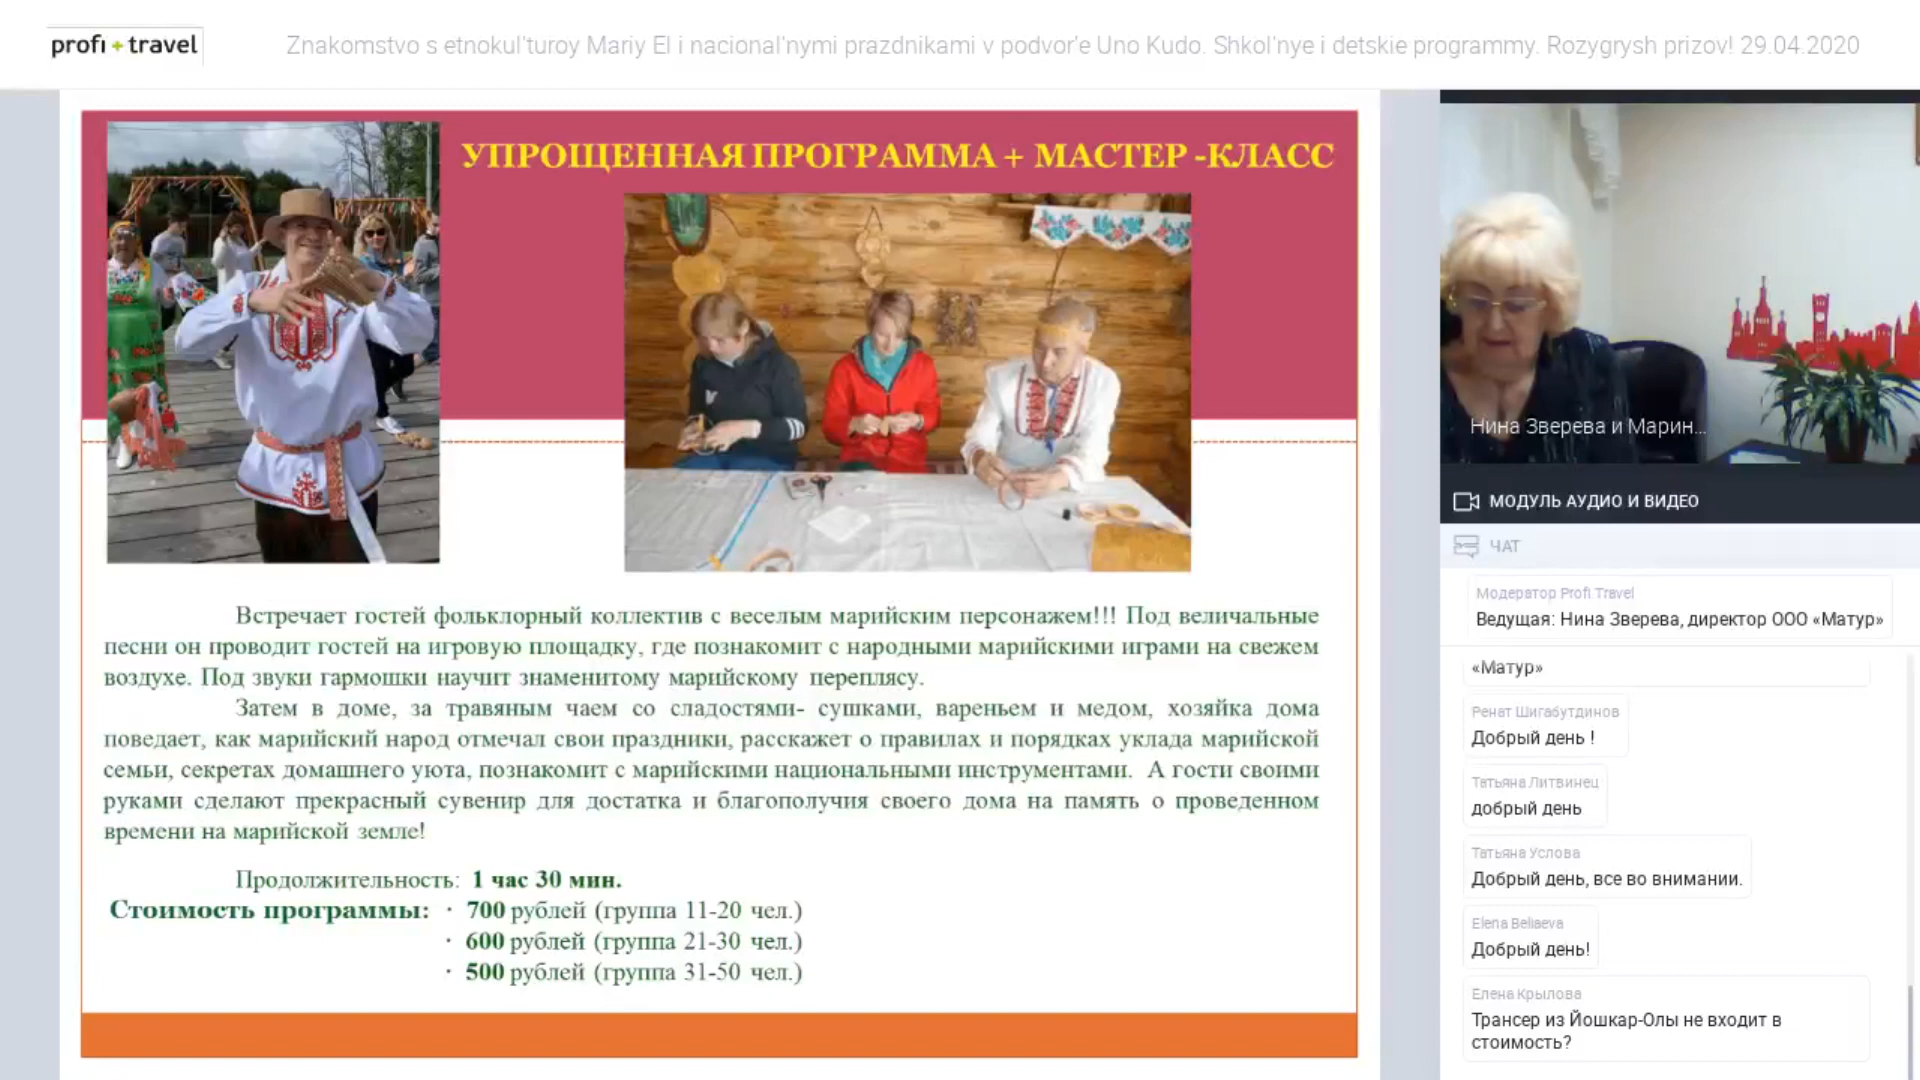 profi + travel
Znakomstvo s etnokul'turoy Mariy El i nacional'nymi prazdnikami v podvor'e Uno Kudo. Shkol'nye i detskie programmy. Rozygrysh prizov! 29.04.2020
УПРОЩЕННАЯ ПРОГРАММА + МАСТЕР -КЛАСС
Встречает гостей фольклорный коллектив с веселым марийским персонажем!!! Под величальные
песни он проводит гостей на игровую площадку, где познакомит с народными марийскими играми на свежем
воздухе. Под звуки гармошки научит знаменитому марийскому переплясу.
Затем в доме, за травяным чаем со сладостями- сушками, вареньем и медом, хозяйка дома
поведает, как марийский народ отмечал свои праздники, расскажет о правилах и порядках уклада марийской
семьи, секретах домашнего уюта, познакомит с марийскими национальными инструментами. А гости своими
руками сделают прекрасный сувенир для достатка и благополучия своего дома на память о проведенном
времени на марийской земле!
Продолжительность: 1 час 30 мин.
Стоимость программы: · 700 рублей (группа 11-20 чел.)
· 600 рублей (группа 21-30 чел.)
· 500 рублей (группа 31-50 чел.)
Нина Зверева и Марин...
МОДУЛЬ АУДИО И ВИДЕО
ЧАТ
Модератор Profi.Travel
Ведущая: Нина Зверева, директор ООО «Матур»
«Матур»
Ренат Шигабутдинов
Добрый день !
Татьяна Литвинец
добрый день
Татьяна Услова
Добрый день, все во внимании.
Elena Beliaeva
Добрый день!
Елена Крылова
Трансер из Йошкар-Олы не входит в
стоимость?